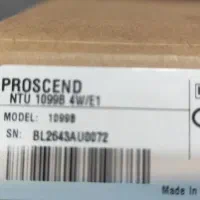 PROSCEND
NTU 1099B 4W/E1
MODEL: 1099B
SN: BL2643AU0072
Made in